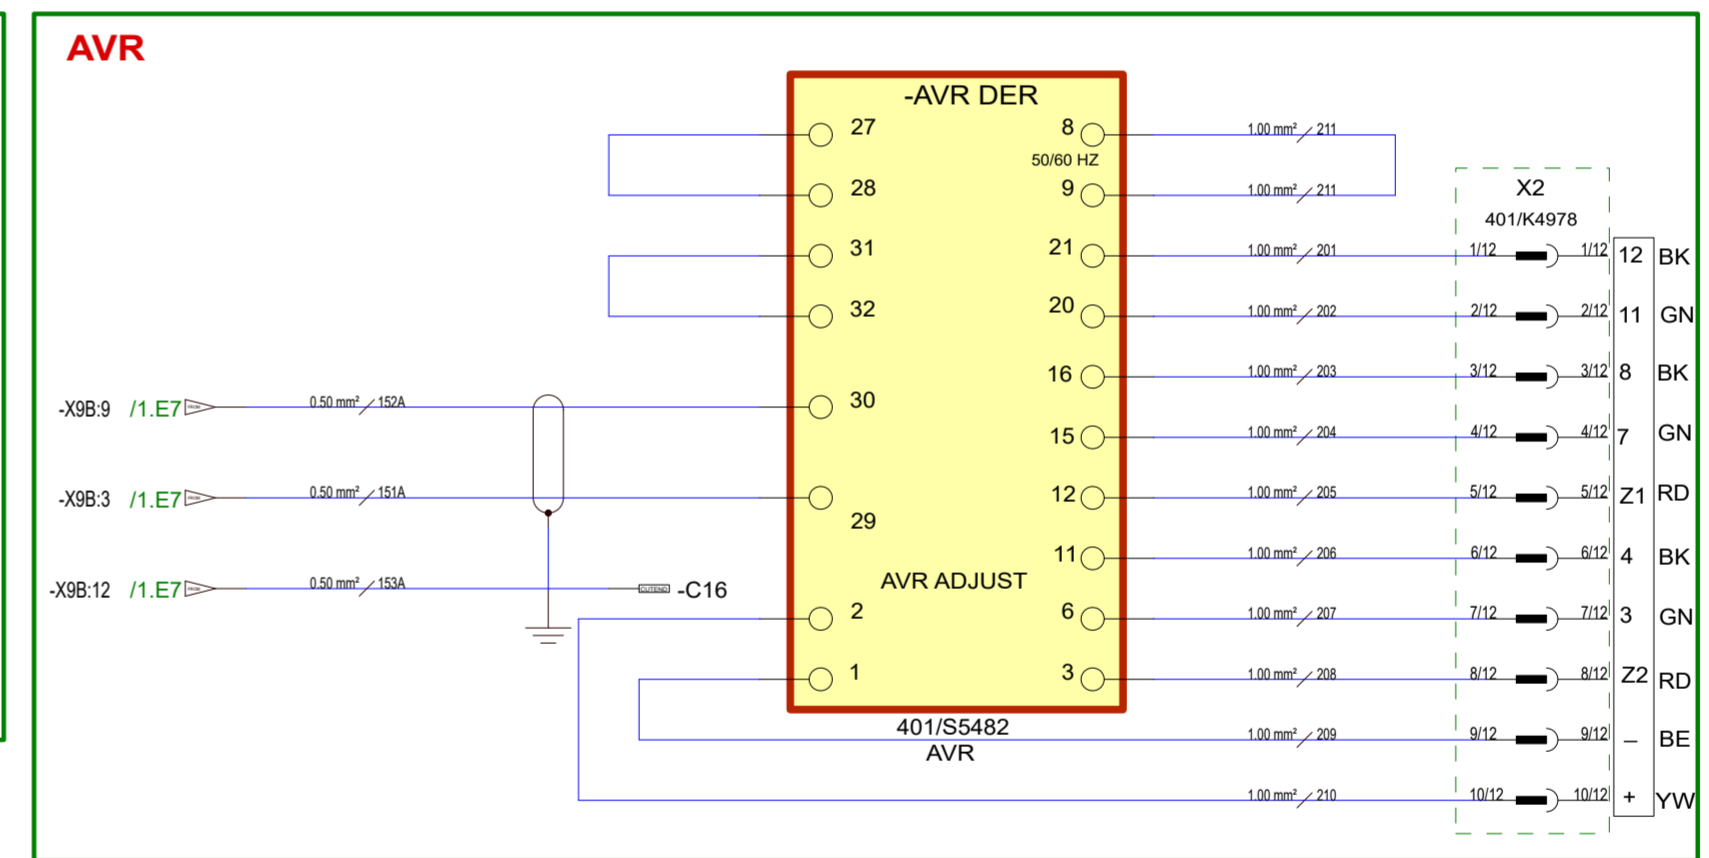 AVR
-AVR DER
27 8 1.00 mm² 211
50/60 HZ
28 9 1.00 mm² 211
X2
401/K4978
31 21 1.00 mm² 201 1/12 1/12 12 BK
32 20 1.00 mm² 202 2/12 2/12 11 GN
16 1.00 mm² 203 3/12 3/12 8 BK
-X9B:9 /1.E7 0.50 mm² 152A 30
15 1.00 mm² 204 4/12 4/12 7 GN
-X9B:3 /1.E7 0.50 mm² 151A 12 1.00 mm² 205 5/12 5/12 Z1 RD
29
11 1.00 mm² 206 6/12 6/12 4 BK
AVR ADJUST
-X9B:12 /1.E7 0.50 mm² 153A OUTEND -C16
2 6 1.00 mm² 207 7/12 7/12 3 GN
1 3 1.00 mm² 208 8/12 8/12 Z2 RD
401/S5482
1.00 mm² 209 9/12 9/12 – BE
AVR
1.00 mm² 210 10/12 10/12 + YW